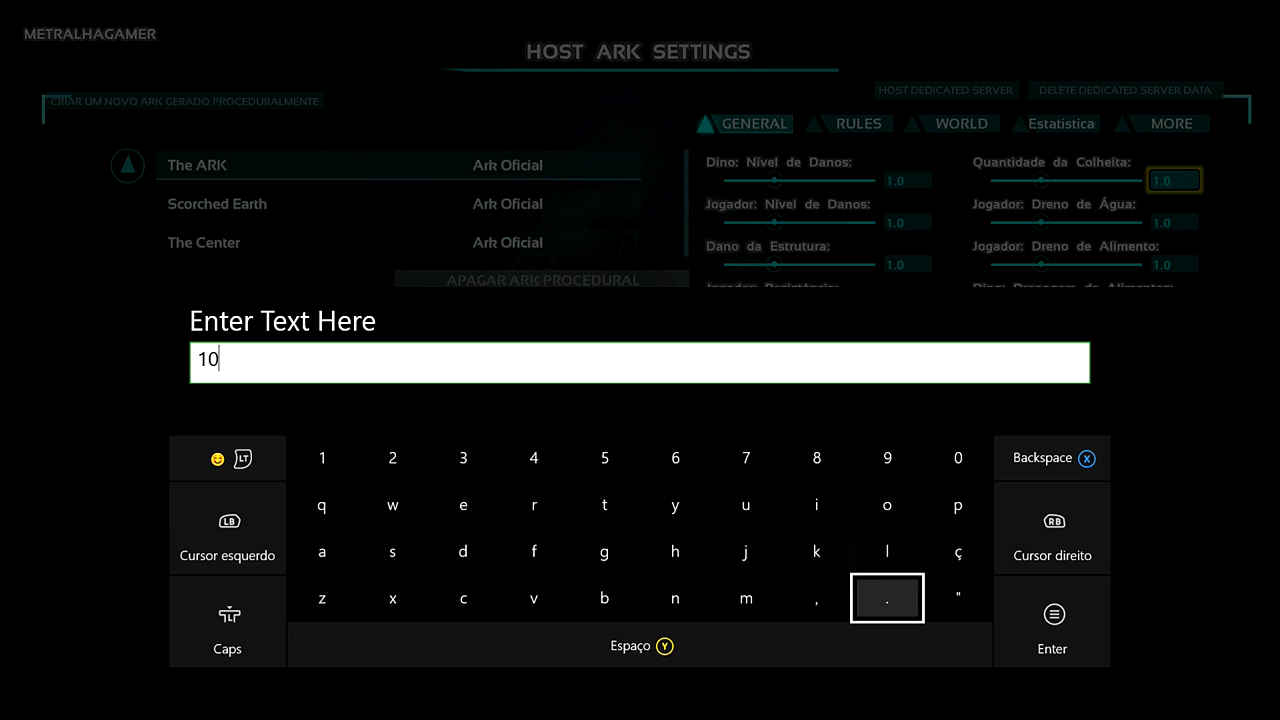 METRALHAGAMER
HOST ARK SETTINGS
HOST DEDICATED SERVER DELETE DEDICATED SERVER DATA
CRIAR UM NOVO ARK GERADO PROCEDURALMENTE
GENERAL RULES WORLD Estatística MORE
The ARK Ark Oficial
Scorched Earth Ark Oficial
The Center Ark Oficial
APAGAR ARK PROCEDURAL
Dino: Nível de Danos: Quantidade da Colheita:
1.0 1.0
Jogador: Nível de Danos: Jogador: Dreno de Água:
1.0 1.0
Dano da Estrutura: Jogador: Dreno de Alimento:
1.0 1.0
Enter Text Here
10
LT 1 2 3 4 5 6 7 8 9 0 Backspace X
q w e r t y u i o p
LB RB
Cursor esquerdo a s d f g h j k l ç Cursor direito
z x c v b n m , . "
Caps Espaço Y Enter